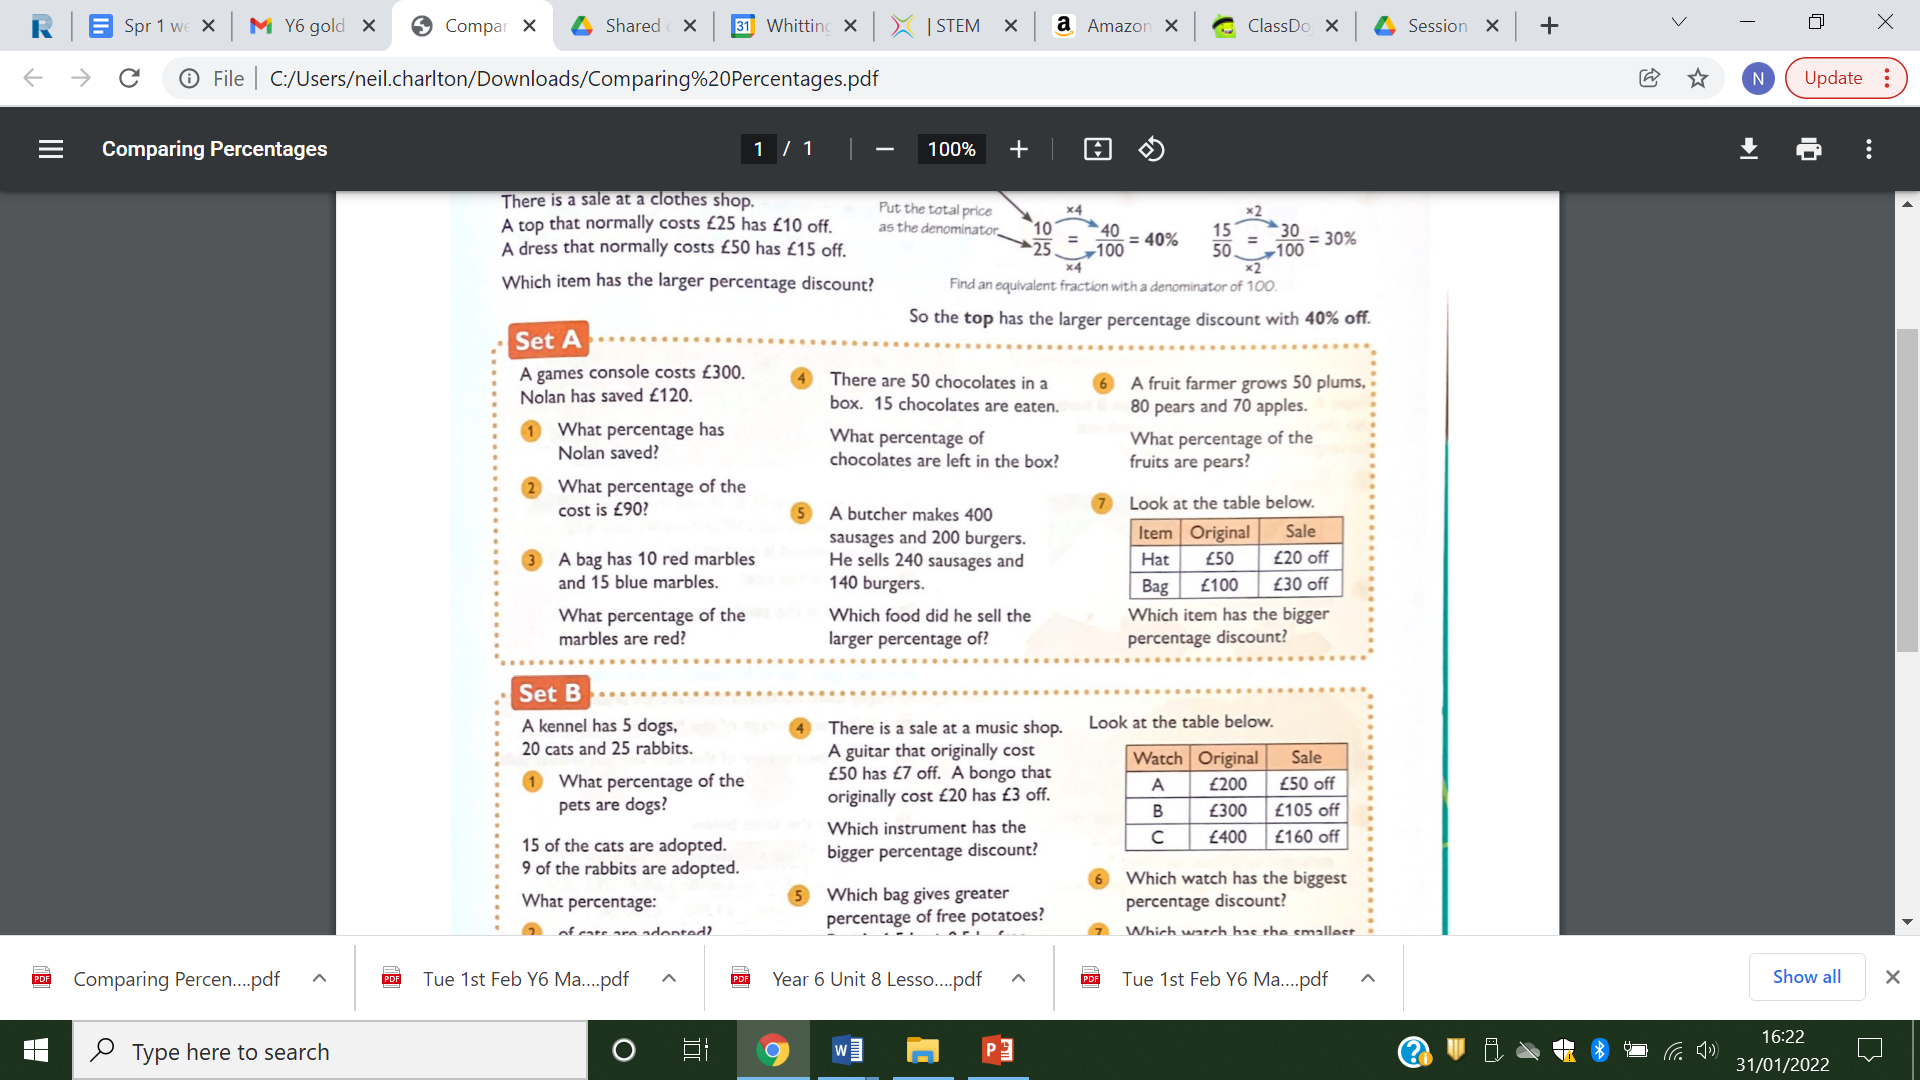 Spr 1 we
Y6 gold
Compar
Shared
Whitting
| STEM
Amazon
ClassDo
Session
File
C:/Users/neil.charlton/Downloads/Comparing%20Percentages.pdf
N
Update
Comparing Percentages
1 / 1
100%
There is a sale at a clothes shop.
A top that normally costs £25 has £10 off.
A dress that normally costs £50 has £15 off.
Which item has the larger percentage discount?
Put the total price
as the denominator
×4 ×2
10/25 = 40/100 = 40% 15/50 = 30/100 = 30%
×4 ×2
Find an equivalent fraction with a denominator of 100.
So the top has the larger percentage discount with 40% off.
Set A
A games console costs £300.
Nolan has saved £120.
1 What percentage has
Nolan saved?
2 What percentage of the
cost is £90?
3 A bag has 10 red marbles
and 15 blue marbles.
What percentage of the
marbles are red?
4 There are 50 chocolates in a
box. 15 chocolates are eaten.
What percentage of
chocolates are left in the box?
5 A butcher makes 400
sausages and 200 burgers.
He sells 240 sausages and
140 burgers.
Which food did he sell the
larger percentage of?
6 A fruit farmer grows 50 plums,
80 pears and 70 apples.
What percentage of the
fruits are pears?
7 Look at the table below.
Item Original Sale
Hat £50 £20 off
Bag £100 £30 off
Which item has the bigger
percentage discount?
Set B
A kennel has 5 dogs,
20 cats and 25 rabbits.
1 What percentage of the
pets are dogs?
15 of the cats are adopted.
9 of the rabbits are adopted.
What percentage:
2 of cats are adopted?
4 There is a sale at a music shop.
A guitar that originally cost
£50 has £7 off. A bongo that
originally cost £20 has £3 off.
Which instrument has the
bigger percentage discount?
5 Which bag gives greater
percentage of free potatoes?
Look at the table below.
Watch Original Sale
A £200 £50 off
B £300 £105 off
C £400 £160 off
6 Which watch has the biggest
percentage discount?
7 Which watch has the smallest
Comparing Percen....pdf
Tue 1st Feb Y6 Ma....pdf
Year 6 Unit 8 Lesso....pdf
Tue 1st Feb Y6 Ma....pdf
Show all
Type here to search
16:22
31/01/2022